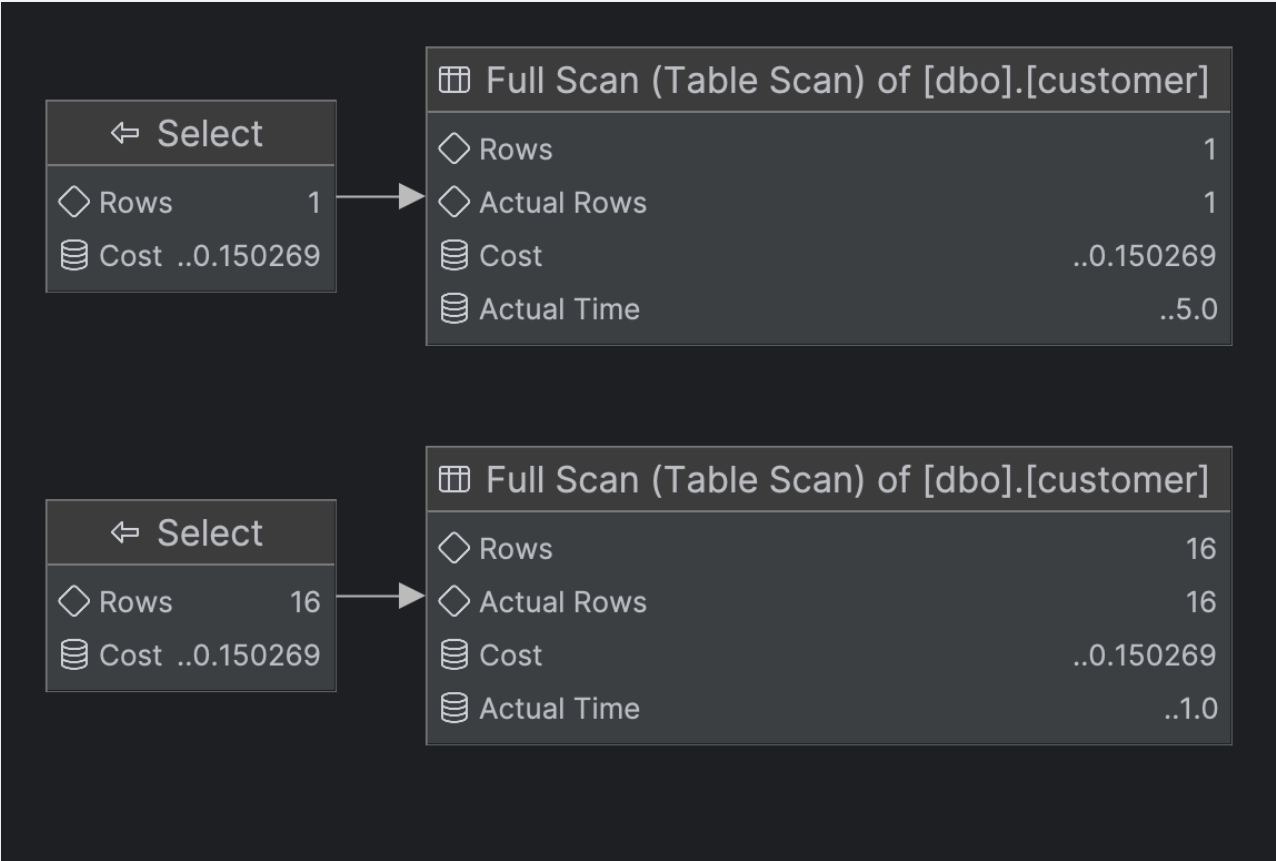 Select
Rows 1
Cost ..0.150269
Full Scan (Table Scan) of [dbo].[customer]
Rows 1
Actual Rows 1
Cost ..0.150269
Actual Time ..5.0
Select
Rows 16
Cost ..0.150269
Full Scan (Table Scan) of [dbo].[customer]
Rows 16
Actual Rows 16
Cost ..0.150269
Actual Time ..1.0